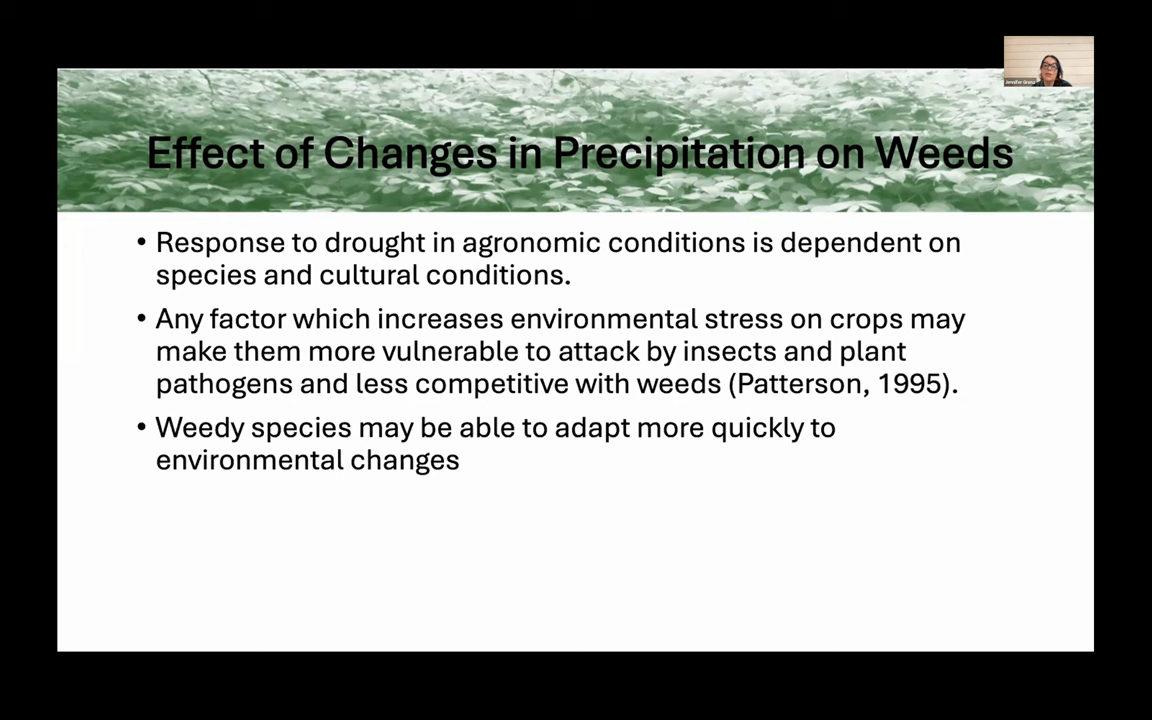 Jennifer Grenz
Effect of Changes in Precipitation on Weeds
• Response to drought in agronomic conditions is dependent on
species and cultural conditions.
• Any factor which increases environmental stress on crops may
make them more vulnerable to attack by insects and plant
pathogens and less competitive with weeds (Patterson, 1995).
• Weedy species may be able to adapt more quickly to
environmental changes